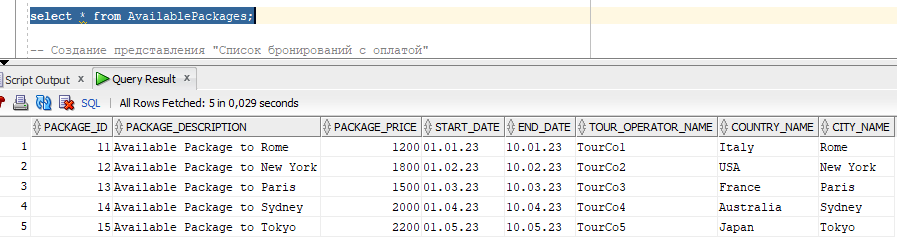 select * from AvailablePackages;
-- Создание представления "Список бронирований с оплатой"
Script Output x Query Result x
SQL | All Rows Fetched: 5 in 0,029 seconds
PACKAGE_ID PACKAGE_DESCRIPTION PACKAGE_PRICE START_DATE END_DATE TOUR_OPERATOR_NAME COUNTRY_NAME CITY_NAME
1 11 Available Package to Rome 1200 01.01.23 10.01.23 TourCo1 Italy Rome
2 12 Available Package to New York 1800 01.02.23 10.02.23 TourCo2 USA New York
3 13 Available Package to Paris 1500 01.03.23 10.03.23 TourCo3 France Paris
4 14 Available Package to Sydney 2000 01.04.23 10.04.23 TourCo4 Australia Sydney
5 15 Available Package to Tokyo 2200 01.05.23 10.05.23 TourCo5 Japan Tokyo